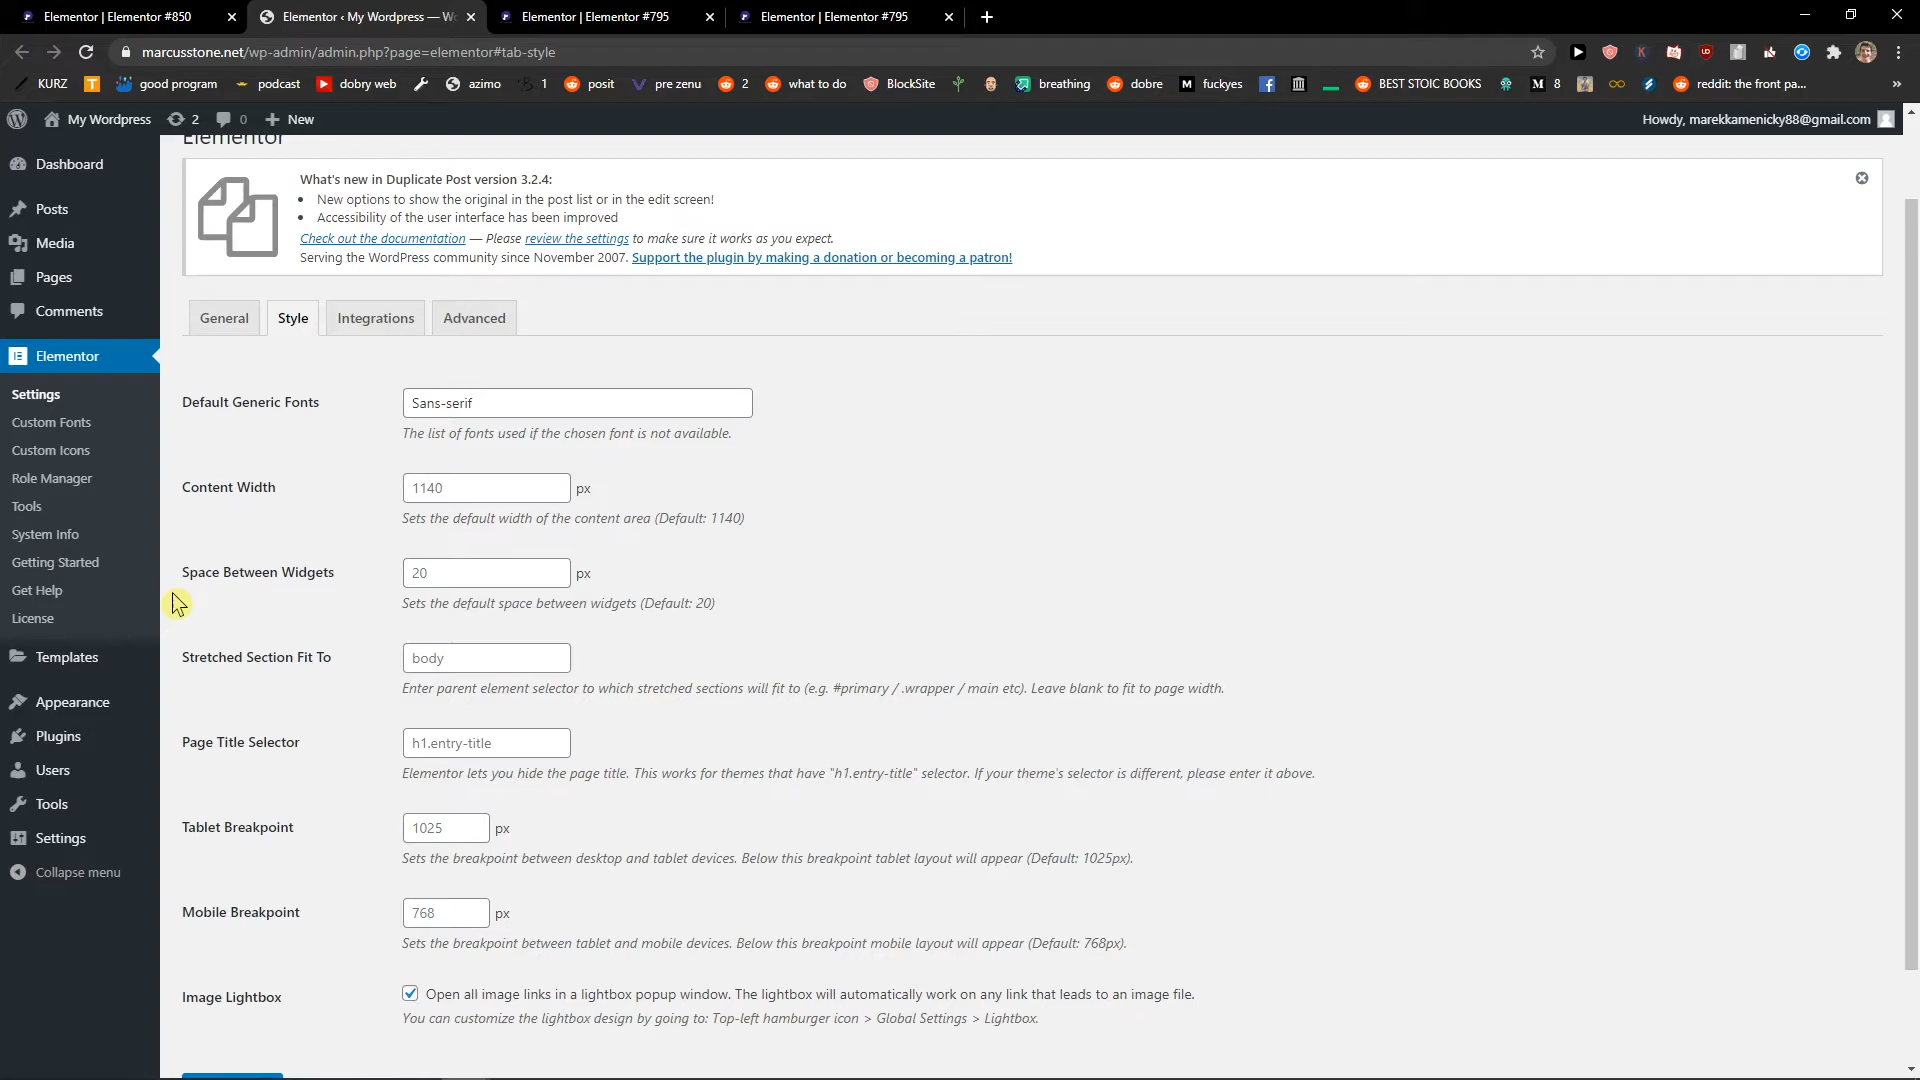 Elementor | Elementor #850
Elementor ‹ My Wordpress — Wo
Elementor | Elementor #795
Elementor | Elementor #795
marcusstone.net/wp-admin/admin.php?page=elementor#tab-style
KURZ
T
good program
podcast
dobry web
azimo
1
posit
pre zenu
2
what to do
BlockSite
breathing
dobre
fuckyes
BEST STOIC BOOKS
8
reddit: the front pa...
My Wordpress
2
0
New
Howdy, marekkamenicky88@gmail.com
Dashboard
Posts
Media
Pages
Comments
Elementor
Settings
Custom Fonts
Custom Icons
Role Manager
Tools
System Info
Getting Started
Get Help
License
Templates
Appearance
Plugins
Users
Tools
Settings
Collapse menu
Elementor
What's new in Duplicate Post version 3.2.4:
New options to show the original in the post list or in the edit screen!
Accessibility of the user interface has been improved
Check out the documentation — Please review the settings to make sure it works as you expect.
Serving the WordPress community since November 2007. Support the plugin by making a donation or becoming a patron!
General
Style
Integrations
Advanced
Default Generic Fonts
Sans-serif
The list of fonts used if the chosen font is not available.
Content Width
1140 px
Sets the default width of the content area (Default: 1140)
Space Between Widgets
20 px
Sets the default space between widgets (Default: 20)
Stretched Section Fit To
body
Enter parent element selector to which stretched sections will fit to (e.g. #primary / .wrapper / main etc). Leave blank to fit to page width.
Page Title Selector
h1.entry-title
Elementor lets you hide the page title. This works for themes that have "h1.entry-title" selector. If your theme's selector is different, please enter it above.
Tablet Breakpoint
1025 px
Sets the breakpoint between desktop and tablet devices. Below this breakpoint tablet layout will appear (Default: 1025px).
Mobile Breakpoint
768 px
Sets the breakpoint between tablet and mobile devices. Below this breakpoint mobile layout will appear (Default: 768px).
Image Lightbox
Open all image links in a lightbox popup window. The lightbox will automatically work on any link that leads to an image file.
You can customize the lightbox design by going to: Top-left hamburger icon > Global Settings > Lightbox.